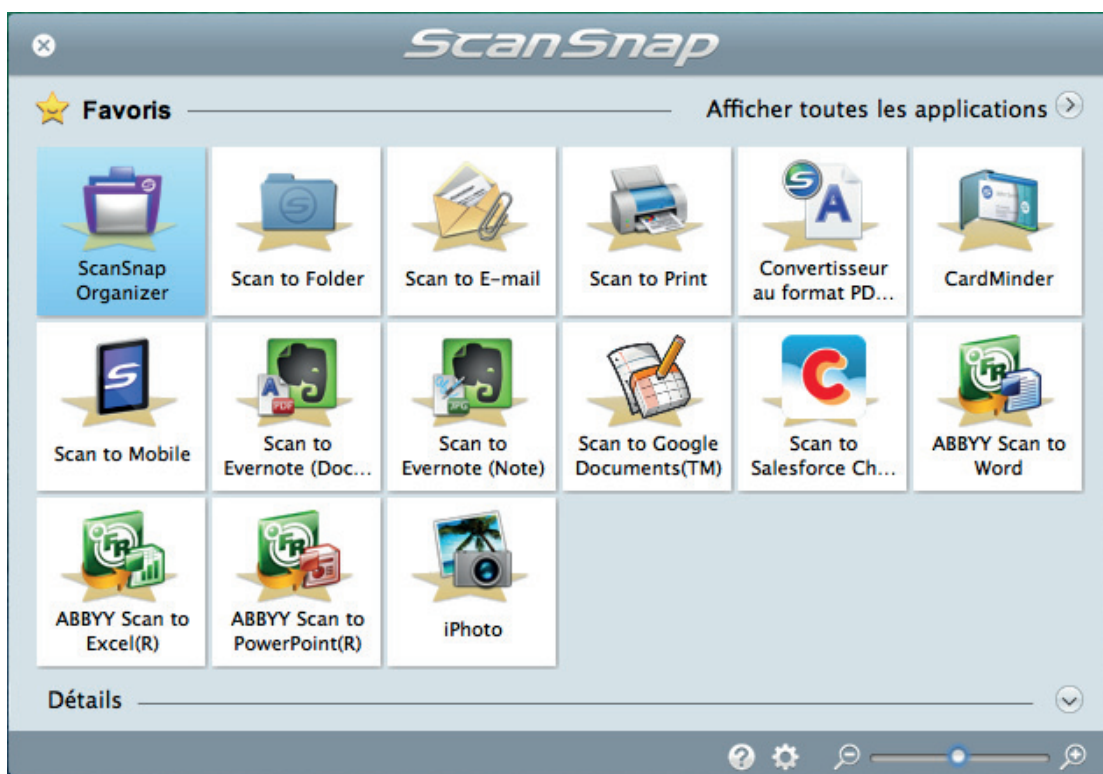 ScanSnap
Favoris
Afficher toutes les applications
ScanSnap
Organizer
Scan to Folder
Scan to E-mail
Scan to Print
Convertisseur
au format PD...
CardMinder
Scan to Mobile
Scan to
Evernote (Doc...
Scan to
Evernote (Note)
Scan to Google
Documents(TM)
Scan to
Salesforce Ch...
ABBYY Scan to
Word
ABBYY Scan to
Excel(R)
ABBYY Scan to
PowerPoint(R)
iPhoto
Détails